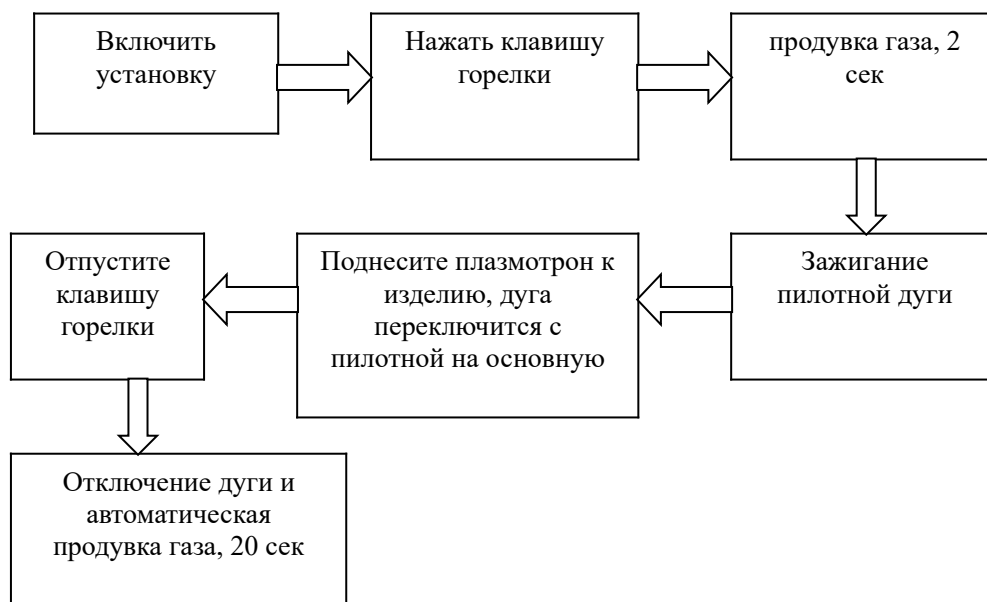 Включить
установку
Нажать клавишу
горелки
продувка газа, 2
сек
Зажигание
пилотной дуги
Поднесите плазмотрон к
изделию, дуга
переключится с
пилотной на основную
Отпустите
клавишу
горелки
Отключение дуги и
автоматическая
продувка газа, 20 сек